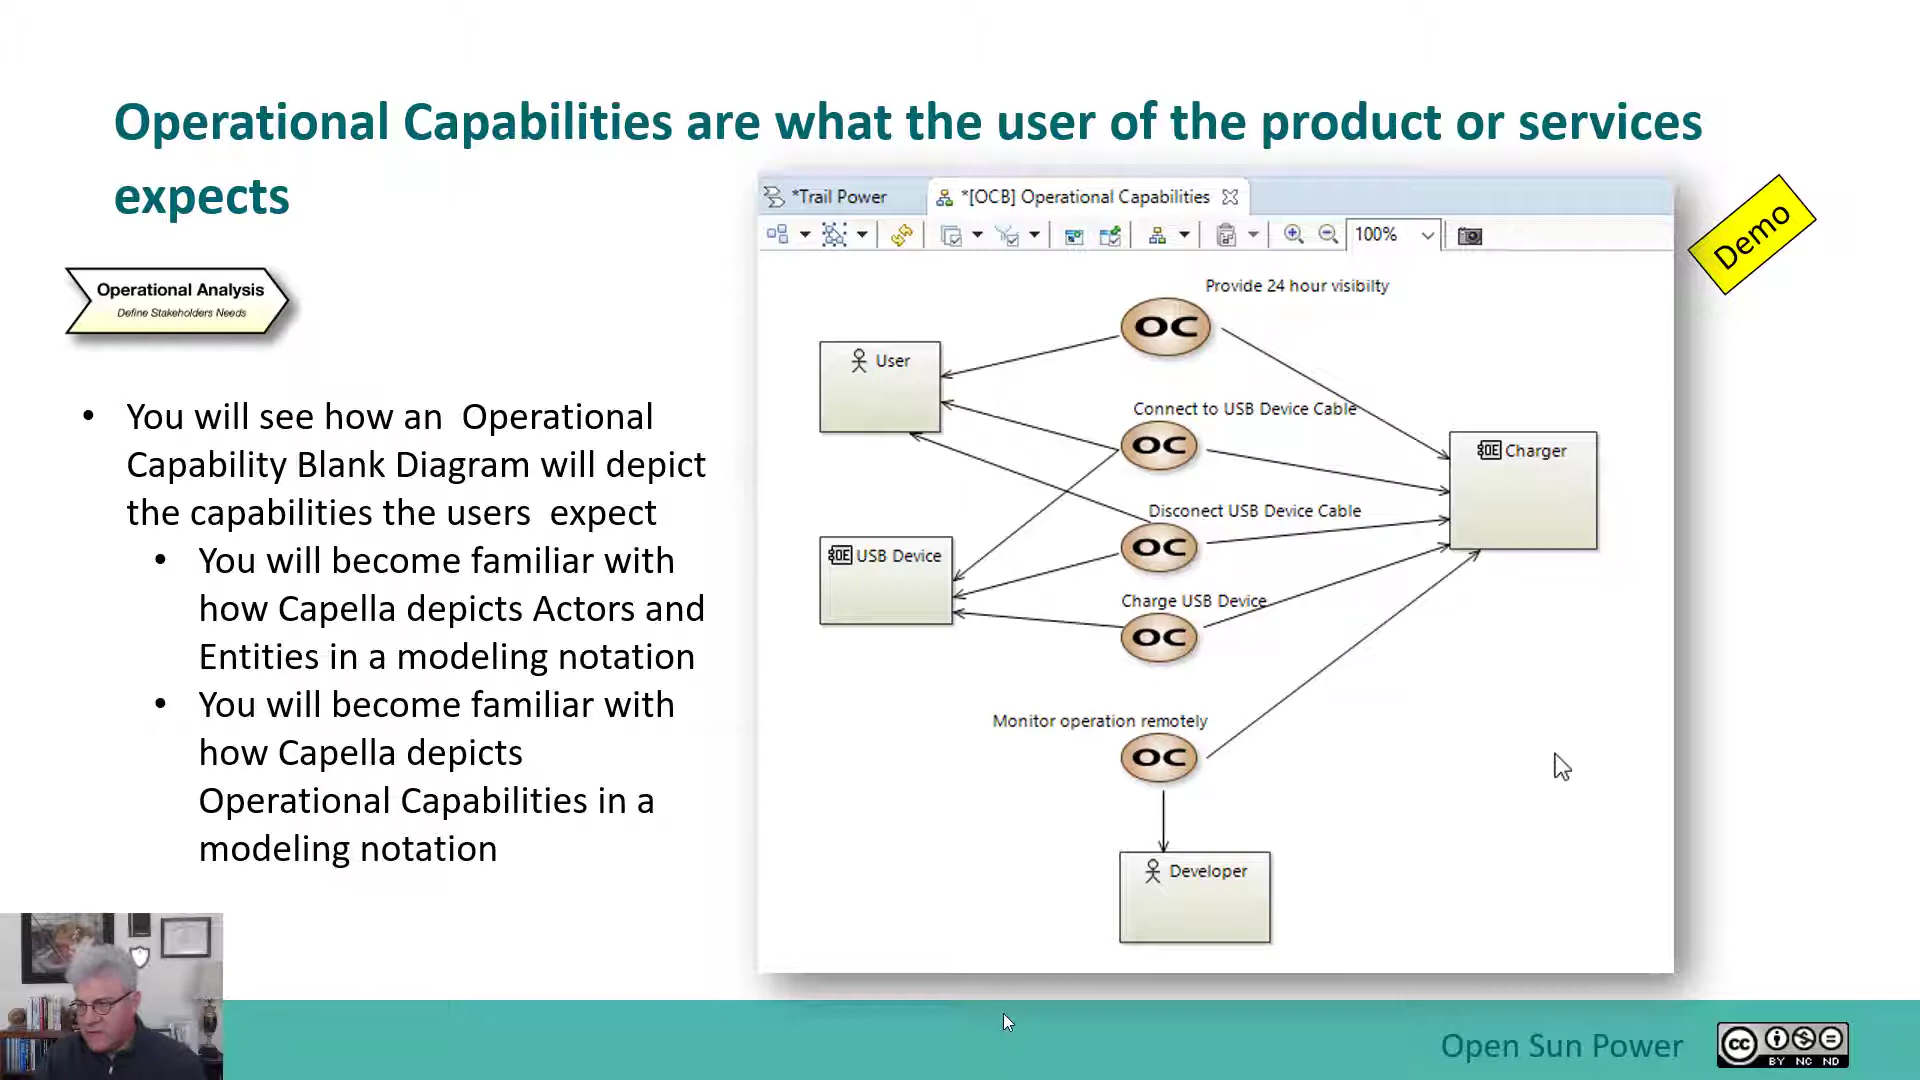 Operational Capabilities are what the user of the product or services
expects
Operational Analysis
Define Stakeholders Needs
• You will see how an  Operational
Capability Blank Diagram will depict
the capabilities the users  expect
• You will become familiar with
how Capella depicts Actors and
Entities in a modeling notation
• You will become familiar with
how Capella depicts
Operational Capabilities in a
modeling notation
*Trail Power
*[OCB] Operational Capabilities
100%
Demo
Provide 24 hour visibilty
OC
User
Connect to USB Device Cable
OC
OE Charger
Disconect USB Device Cable
OC
OE USB Device
Charge USB Device
OC
Monitor operation remotely
OC
Developer
Open Sun Power
cc
BY NC ND